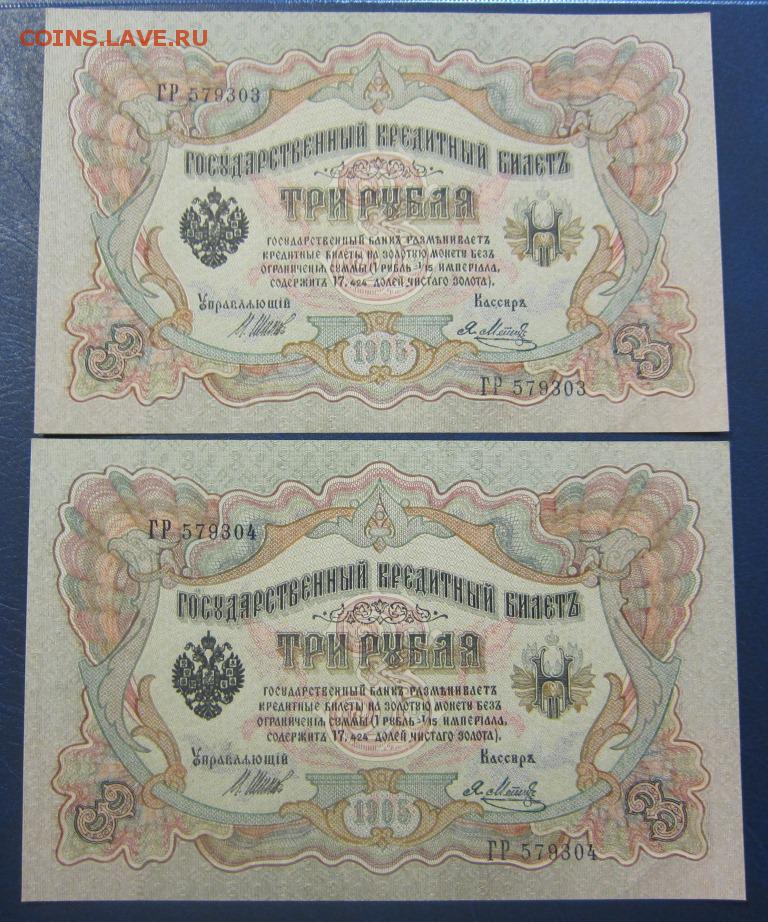 COINS.LAVE.RU
ГР 579303
ГОСУДАРСТВЕННЫЙ КРЕДИТНЫЙ БИЛЕТЪ
ТРИ РУБЛЯ
ГОСУДАРСТВЕННЫЙ БАНКЪ РАЗМѢНИВАЕТЪ
КРЕДИТНЫЕ БИЛЕТЫ НА ЗОЛОТУЮ МОНЕТУ БЕЗЪ
ОГРАНИЧЕНІЯ СУММЫ (1 РУБЛЬ = 1/15 ИМПЕРІАЛА,
СОДЕРЖИТЪ 17,424 ДОЛЕЙ ЧИСТАГО ЗОЛОТА).
Управляющій Кассиръ
1905
ГР 579303
ГР 579304
ГОСУДАРСТВЕННЫЙ КРЕДИТНЫЙ БИЛЕТЪ
ТРИ РУБЛЯ
ГОСУДАРСТВЕННЫЙ БАНКЪ РАЗМѢНИВАЕТЪ
КРЕДИТНЫЕ БИЛЕТЫ НА ЗОЛОТУЮ МОНЕТУ БЕЗЪ
ОГРАНИЧЕНІЯ СУММЫ (1 РУБЛЬ = 1/15 ИМПЕРІАЛА,
СОДЕРЖИТЪ 17,424 ДОЛЕЙ ЧИСТАГО ЗОЛОТА).
Управляющій Кассиръ
1905
ГР 579304